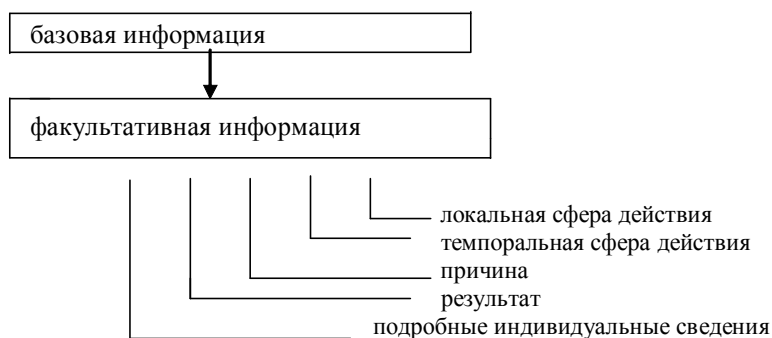 базовая информация
факультативная информация
локальная сфера действия
темпоральная сфера действия
причина
результат
подробные индивидуальные сведения